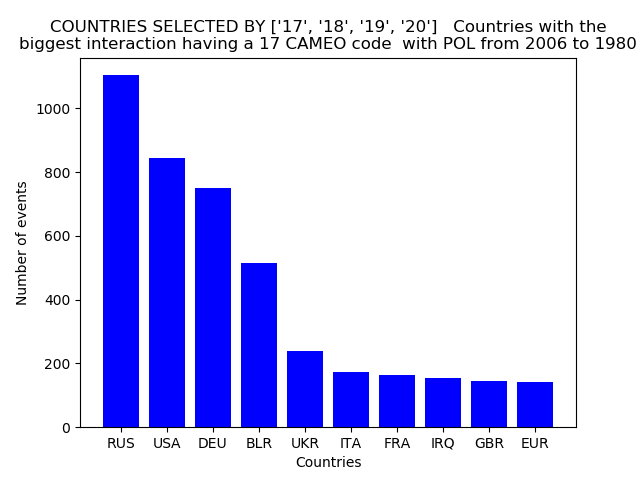 COUNTRIES SELECTED BY ['17', '18', '19', '20']   Countries with the
biggest interaction having a 17 CAMEO code  with POL from 2006 to 1980
Number of events
1000
800
600
400
200
0
RUS USA DEU BLR UKR ITA FRA IRQ GBR EUR
Countries